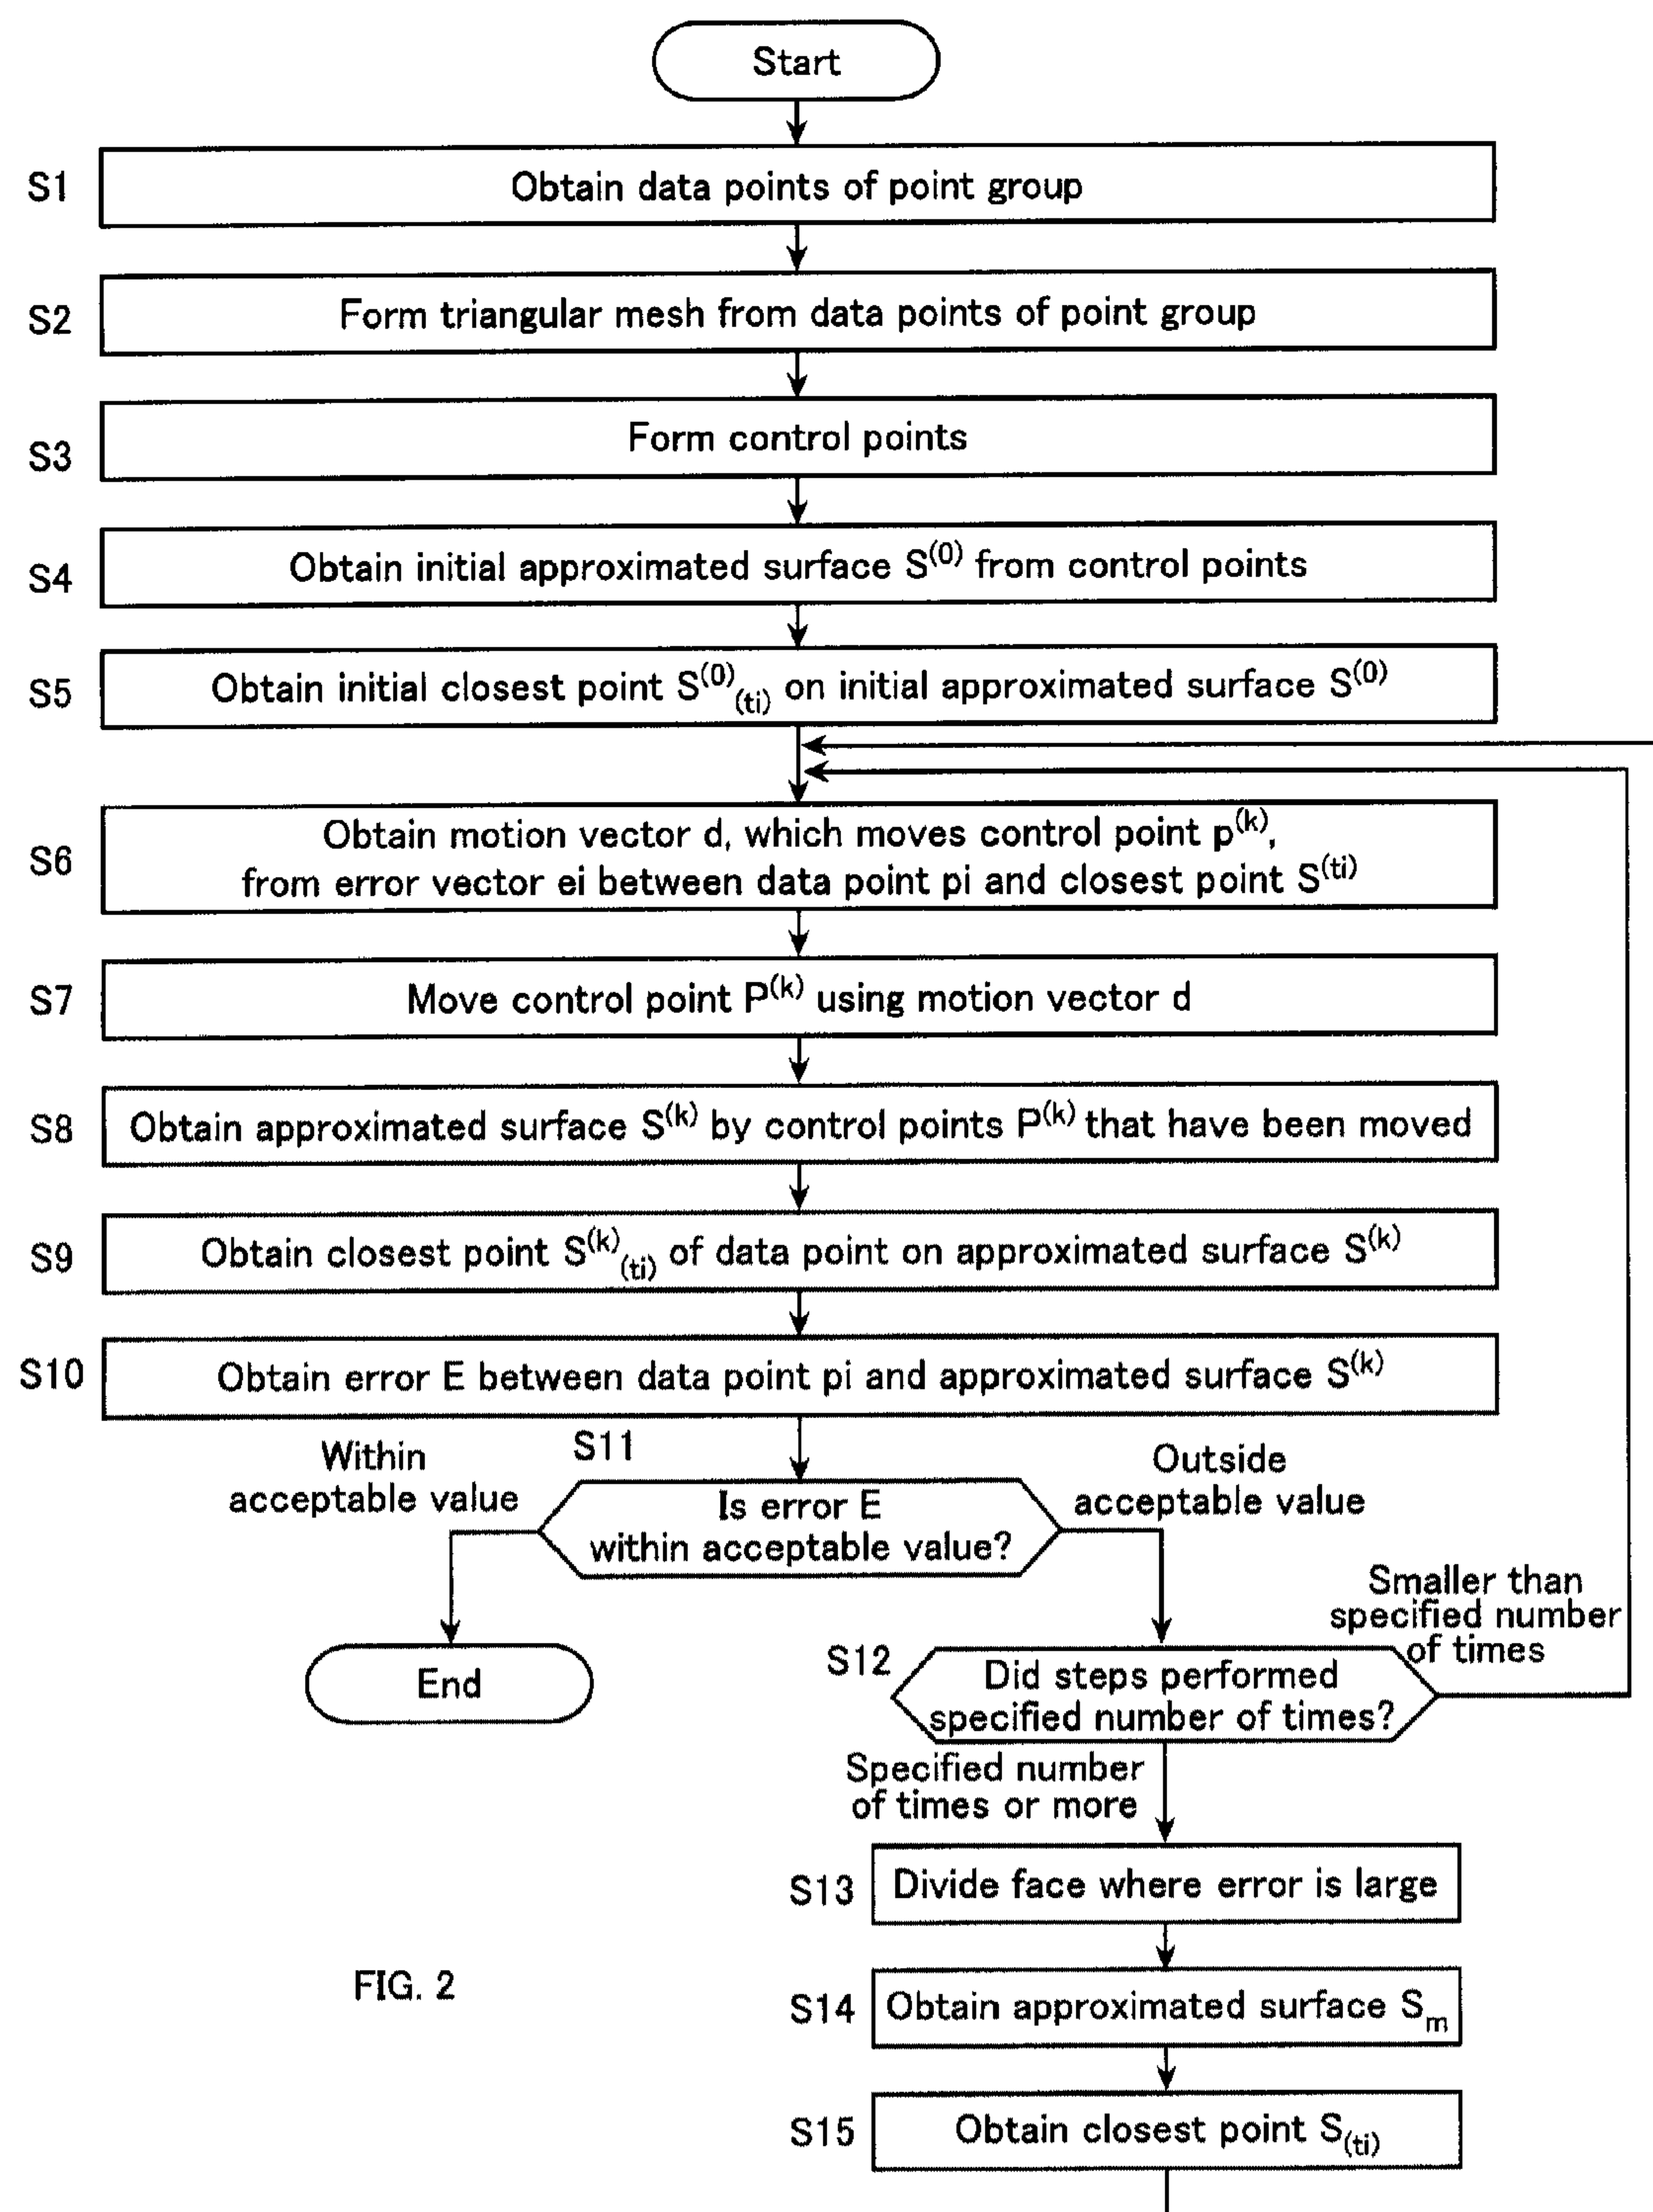 Start
S1
Obtain data points of point group
S2
Form triangular mesh from data points of point group
S3
Form control points
S4
Obtain initial approximated surface S(0) from control points
S5
Obtain initial closest point S(0)(ti) on initial approximated surface S(0)
S6
Obtain motion vector d, which moves control point p(k),
from error vector ei between data point pi and closest point S(ti)
S7
Move control point P(k) using motion vector d
S8
Obtain approximated surface S(k) by control points P(k) that have been moved
S9
Obtain closest point S(k)(ti) of data point on approximated surface S(k)
S10
Obtain error E between data point pi and approximated surface S(k)
S11
Within
acceptable value
Is error E
within acceptable value?
Outside
acceptable value
End
S12
Did steps performed
specified number of times?
Smaller than
specified number
of times
Specified number
of times or more
S13
Divide face where error is large
S14
Obtain approximated surface Sm
S15
Obtain closest point S(ti)
FIG. 2